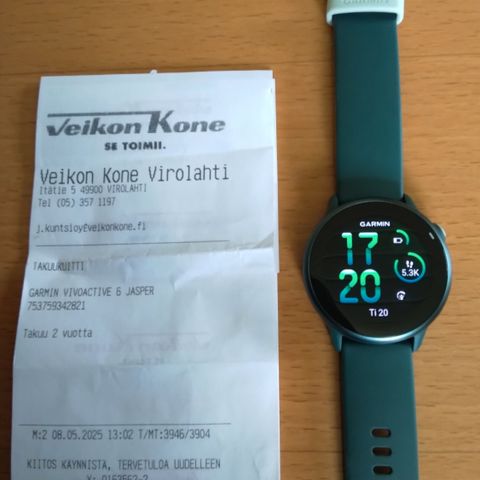 Veikon Kone
SE TOIMII.
Veikon Kone Virolahti
Itätie 5 49900 VIROLAHTI
Tel (05) 357 1197
j.kuntsioy@veikonkone.fi
TAKUUKUITTI
GARMIN VIVOACTIVE 6 JASPER
753759342821
Takuu 2 vuotta
M:2 08.05.2025 13:02 T/MT:3946/3904
KIITOS KÄYNNISTÄ, TERVETULOA UUDELLEEN
GARMIN
17
20
5.3K
Ti 20